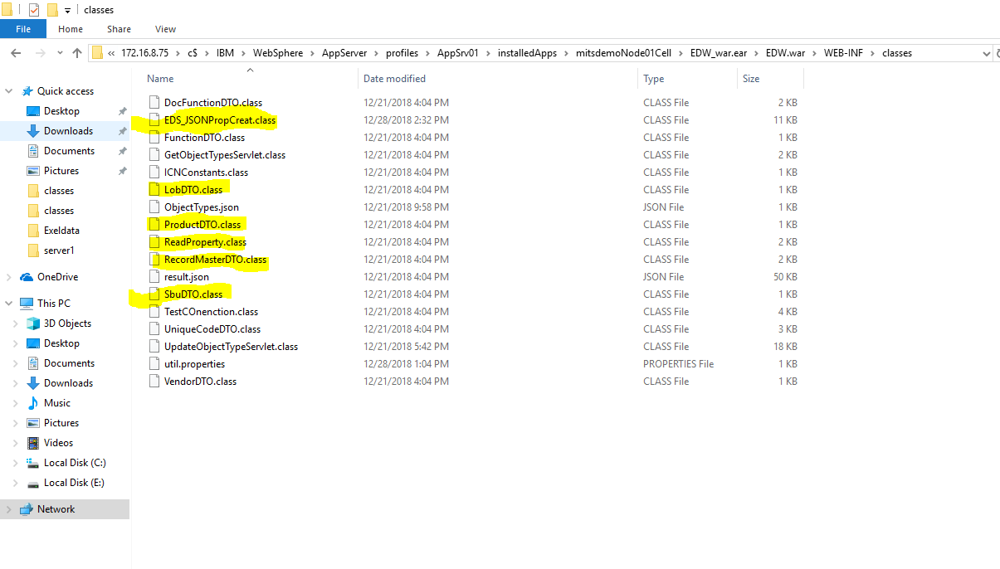 classes
File Home Share View
« 172.16.8.75 > c$ > IBM > WebSphere > AppServer > profiles > AppSrv01 > installedApps > mitsdemoNode01Cell > EDW_war.ear > EDW.war > WEB-INF > classes
Quick access
Desktop
Downloads
Documents
Pictures
classes
classes
Exeldata
server1
OneDrive
This PC
3D Objects
Desktop
Documents
Downloads
Music
Pictures
Videos
Local Disk (C:)
Local Disk (E:)
Network
Name Date modified Type Size
DocFunctionDTO.class 12/21/2018 4:04 PM CLASS File 2 KB
EDS_JSONPropCreat.class 12/28/2018 2:32 PM CLASS File 11 KB
FunctionDTO.class 12/21/2018 4:04 PM CLASS File 1 KB
GetObjectTypesServlet.class 12/21/2018 4:04 PM CLASS File 2 KB
ICNConstants.class 12/21/2018 4:04 PM CLASS File 1 KB
LobDTO.class 12/21/2018 4:04 PM CLASS File 1 KB
ObjectTypes.json 12/21/2018 9:58 PM JSON File 1 KB
ProductDTO.class 12/21/2018 4:04 PM CLASS File 1 KB
ReadProperty.class 12/21/2018 4:04 PM CLASS File 2 KB
RecordMasterDTO.class 12/21/2018 4:04 PM CLASS File 2 KB
result.json 12/21/2018 4:04 PM JSON File 50 KB
SbuDTO.class 12/21/2018 4:04 PM CLASS File 1 KB
TestCOnenction.class 12/21/2018 4:04 PM CLASS File 4 KB
UniqueCodeDTO.class 12/21/2018 4:04 PM CLASS File 3 KB
UpdateObjectTypeServlet.class 12/21/2018 5:42 PM CLASS File 18 KB
util.properties 12/28/2018 1:04 PM PROPERTIES File 1 KB
VendorDTO.class 12/21/2018 4:04 PM CLASS File 1 KB